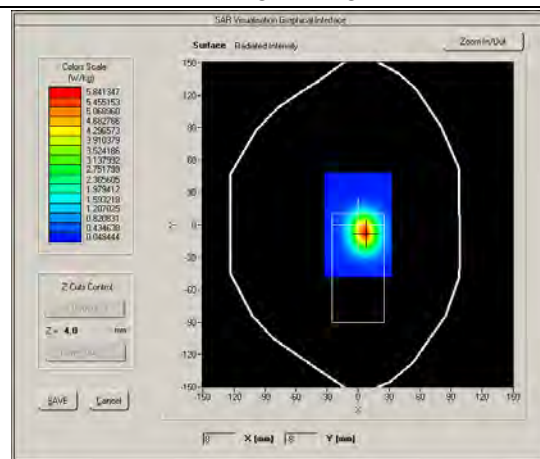 SAR Visualisation Graphical Interface
Surface Radiated Intensity
Zoom In/Out
Colors Scale
(W/kg)
5.841347
5.455153
5.068960
4.682766
4.296573
3.910379
3.524186
3.137992
2.751799
2.365605
1.979412
1.593218
1.207025
0.820831
0.434638
0.048444
Z Cuts Control
Z = 4.0 mm
SAVE Cancel
150
120
90
60
30
0
-30
-60
-90
-120
-150
Y
-150 -120 -90 -60 -30 0 30 60 90 120 150
X
8 X (mm) -8 Y (mm)